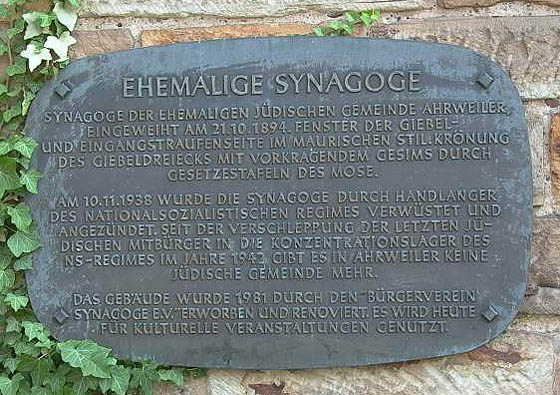 EHEMALIGE SYNAGOGE
SYNAGOGE DER EHEMALIGEN JÜDISCHEN GEMEINDE AHRWEILER,
EINGEWEIHT AM 21.10.1894. FENSTER DER GIEBEL-
UND EINGANGSTRAUFENSEITE IM MAURISCHEN STIL. KRÖNUNG
DES GIEBELDREIECKS MIT VORKRAGENDEM GESIMS DURCH
GESETZESTAFELN DES MOSE.
AM 10.11.1938 WURDE DIE SYNAGOGE DURCH HANDLANGER
DES NATIONALSOZIALISTISCHEN REGIMES VERWÜSTET UND
ANGEZÜNDET. SEIT DER VERSCHLEPPUNG DER LETZTEN JÜ-
DISCHEN MITBÜRGER IN DIE KONZENTRATIONSLAGER DES
NS-REGIMES IM JAHRE 1942 GIBT ES IN AHRWEILER KEINE
JÜDISCHE GEMEINDE MEHR.
DAS GEBÄUDE WURDE 1981 DURCH DEN "BÜRGERVEREIN
SYNAGOGE E.V." ERWORBEN UND RENOVIERT. ES WIRD HEUTE
FÜR KULTURELLE VERANSTALTUNGEN GENUTZT.